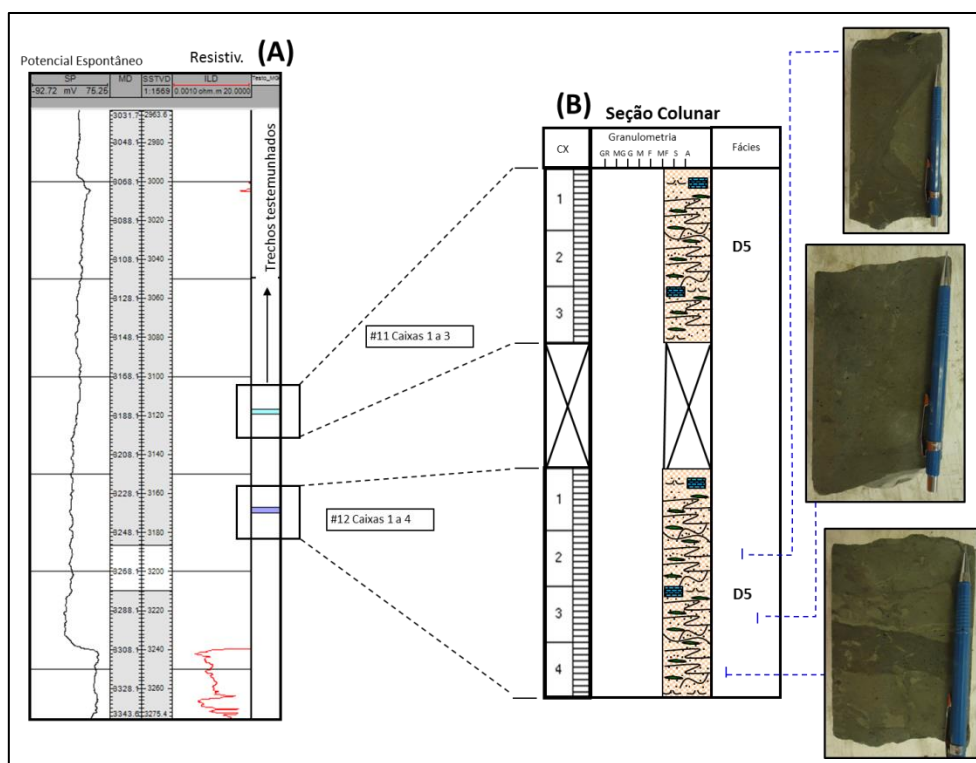 (A)
Potencial Espontâneo
Resistiv.
SP
MD
SSTVD
ILD
-92.72 mV 75.25
1:1569
0.0010 ohm.m 20.0000
3031.7
3048.1
3068.1
3088.1
3108.1
3128.1
3148.1
3168.1
3188.1
3208.1
3228.1
3248.1
3268.1
3288.1
3308.1
3328.1
3343.6
2963.6
2980
3000
3020
3040
3060
3080
3100
3120
3140
3160
3180
3200
3220
3240
3260
3275.4
Trechos testemunhados
#11 Caixas 1 a 3
#12 Caixas 1 a 4
(B)
Seção Colunar
CX
Granulometria
GR MG G M F MF S A
Fácies
1
2
3
D5
1
2
3
4
D5